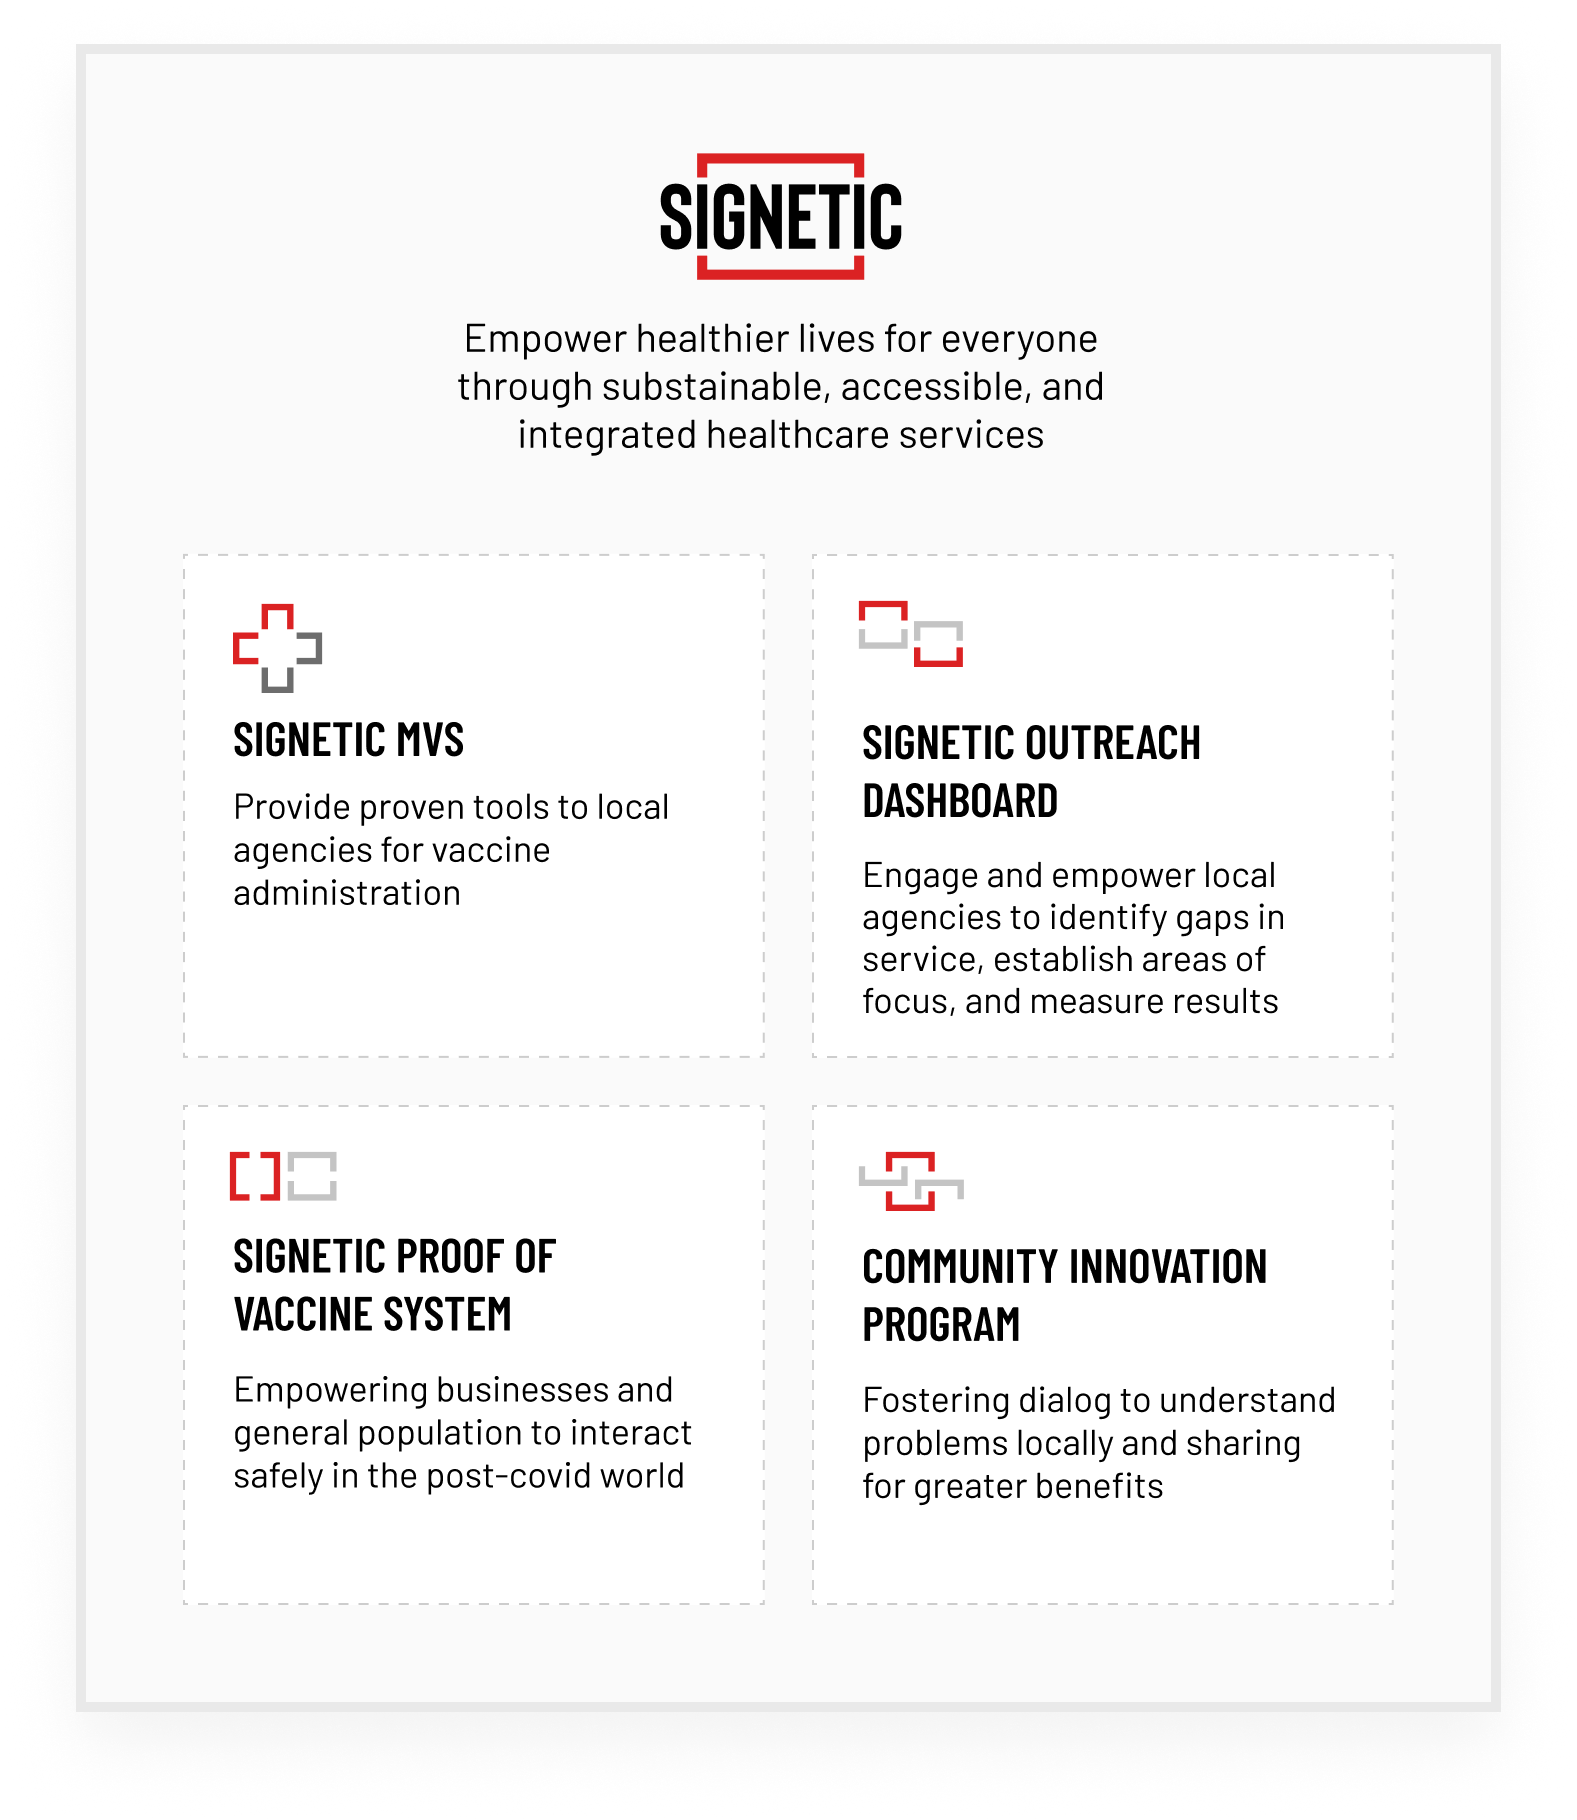 SIGNETIC
Empower healthier lives for everyone
through substainable, accessible, and
integrated healthcare services
SIGNETIC MVS
Provide proven tools to local
agencies for vaccine
administration
SIGNETIC OUTREACH
DASHBOARD
Engage and empower local
agencies to identify gaps in
service, establish areas of
focus, and measure results
SIGNETIC PROOF OF
VACCINE SYSTEM
Empowering businesses and
general population to interact
safely in the post-covid world
COMMUNITY INNOVATION
PROGRAM
Fostering dialog to understand
problems locally and sharing
for greater benefits